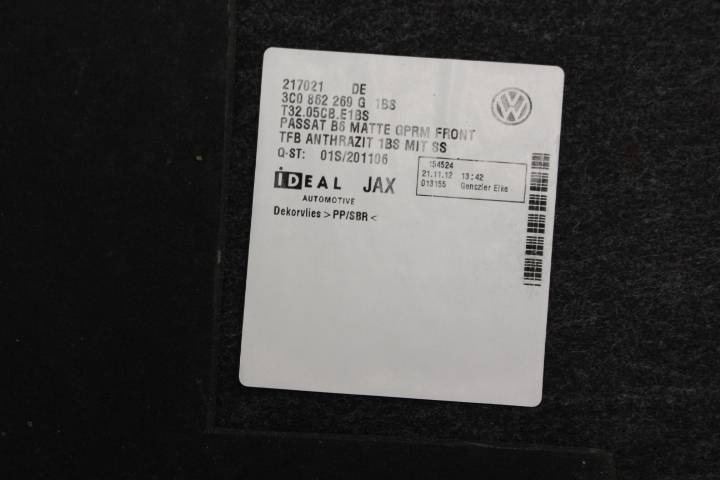 217021 DE
3C0 862 269 G 1BS
T32.05CB.E1BS
PASSAT B6 MATTE GPRM FRONT
TFB ANTHRAZIT 1BS MIT SS
Q-ST: 01S/201106
154524
21.11.12 13:42
013155 Genszler Elke
iDEAL JAX
AUTOMOTIVE
Dekorvlies > PP/SBR <